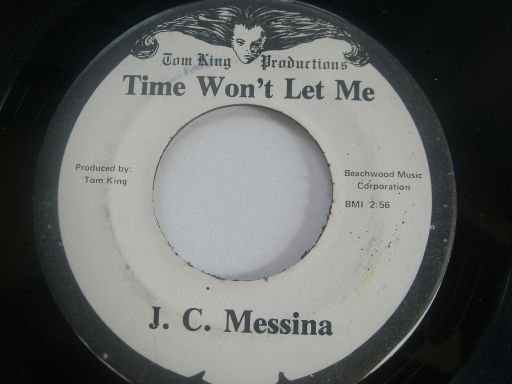 Tom King Productions
Time Won't Let Me
Produced by:
Tom King
Beachwood Music
Corporation
BMI 2:56
J. C. Messina